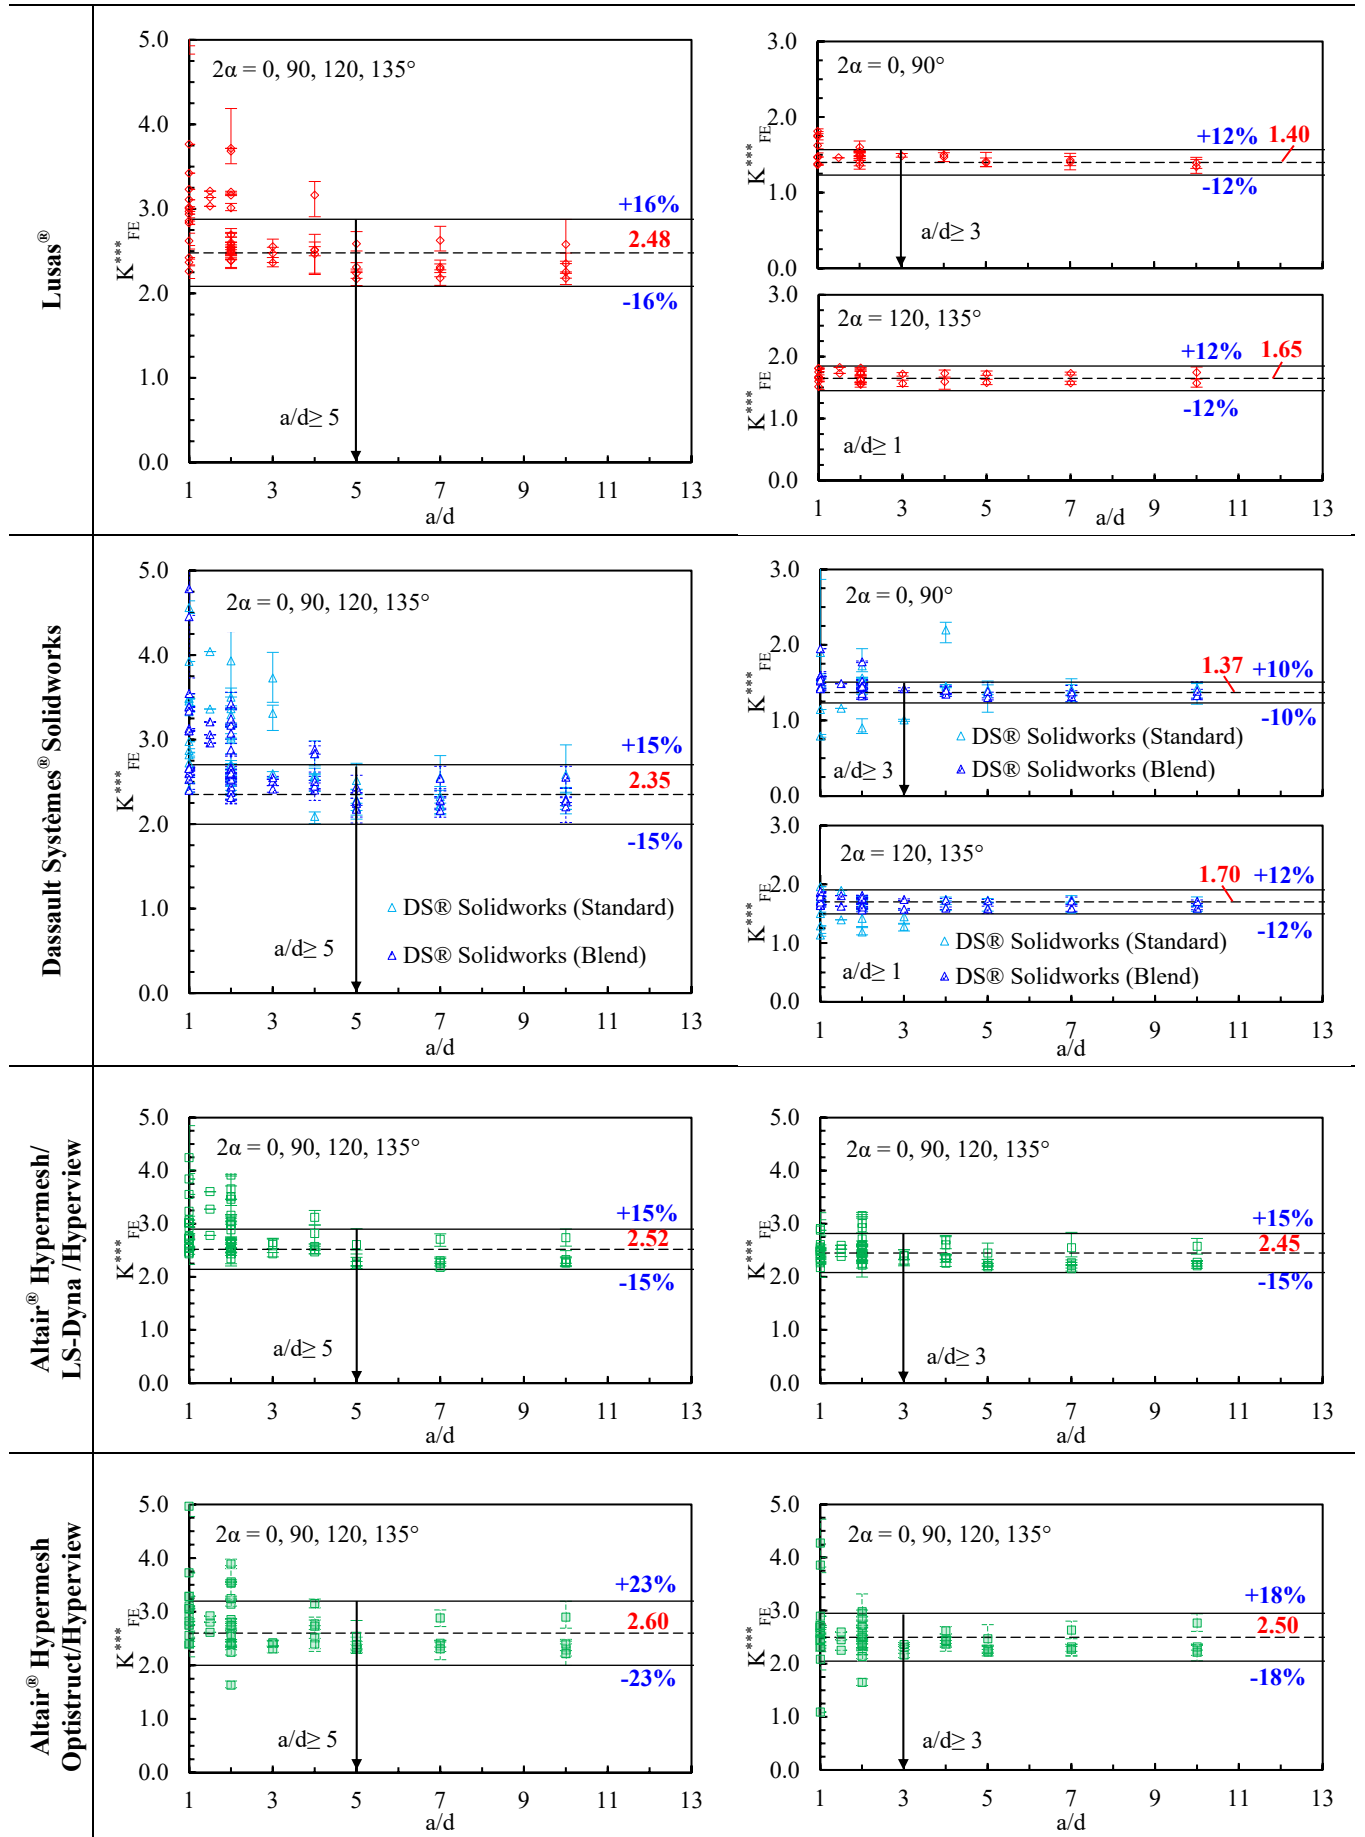 Lusas®
5.0
4.0
3.0
2.0
1.0
0.0
K***FE
2α = 0, 90, 120, 135°
+16%
2.48
-16%
a/d≥ 5
1 3 5 7 9 11 13
a/d
3.0
2.0
1.0
0.0
K***FE
2α = 0, 90°
+12% 1.40
-12%
a/d≥ 3
3.0
2.0
1.0
0.0
K***FE
2α = 120, 135°
+12% 1.65
-12%
a/d≥ 1
1 3 5 7 9 11 13
a/d
Dassault Systèmes® Solidworks
5.0
4.0
3.0
2.0
1.0
0.0
K***FE
2α = 0, 90, 120, 135°
+15%
2.35
-15%
DS® Solidworks (Standard)
DS® Solidworks (Blend)
a/d≥ 5
1 3 5 7 9 11 13
a/d
3.0
2.0
1.0
0.0
K***FE
2α = 0, 90°
1.37 +10%
-10%
DS® Solidworks (Standard)
DS® Solidworks (Blend)
a/d≥ 3
3.0
2.0
1.0
0.0
K***FE
2α = 120, 135°
1.70 +12%
-12%
DS® Solidworks (Standard)
DS® Solidworks (Blend)
a/d≥ 1
1 3 5 7 9 11 13
a/d
Altair® Hypermesh/
LS-Dyna /Hyperview
5.0
4.0
3.0
2.0
1.0
0.0
K***FE
2α = 0, 90, 120, 135°
+15%
2.52
-15%
a/d≥ 5
1 3 5 7 9 11 13
a/d
5.0
4.0
3.0
2.0
1.0
0.0
K***FE
2α = 0, 90, 120, 135°
+15%
2.45
-15%
a/d≥ 3
1 3 5 7 9 11 13
a/d
Altair® Hypermesh
Optistruct/Hyperview
5.0
4.0
3.0
2.0
1.0
0.0
K***FE
2α = 0, 90, 120, 135°
+23%
2.60
-23%
a/d≥ 5
1 3 5 7 9 11 13
a/d
5.0
4.0
3.0
2.0
1.0
0.0
K***FE
2α = 0, 90, 120, 135°
+18%
2.50
-18%
a/d≥ 3
1 3 5 7 9 11 13
a/d